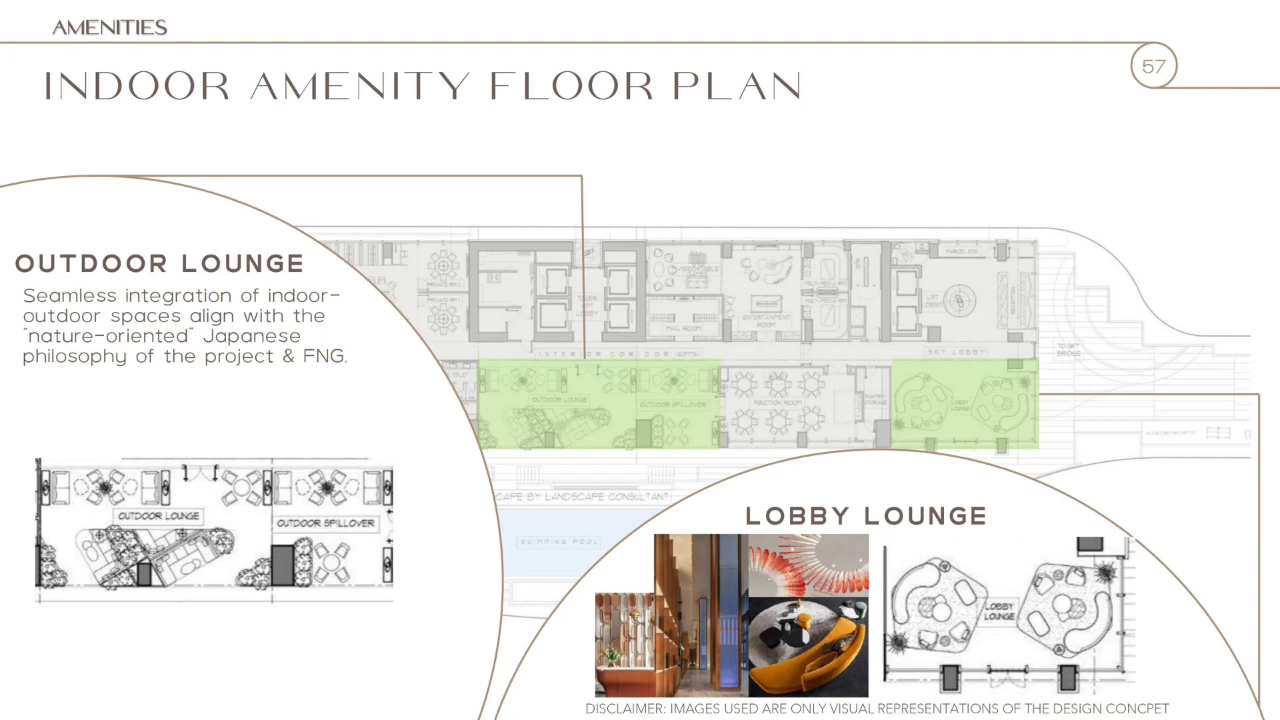 AMENITIES
57
INDOOR AMENITY FLOOR PLAN
OUTDOOR LOUNGE
Seamless integration of indoor-
outdoor spaces align with the
"nature-oriented" Japanese
philosophy of the project & FNG.
MAIL ROOM
ENTERTAINMENT
ROOM
INTERIOR CORRIDOR
SKY LOBBY
TO SKY
BRIDGE
OUTDOOR LOUNGE
OUTDOOR SPILLOVER
FUNCTION ROOM
LOBBY
LOUNGE
CAPE BY LANDSCAPE CONSULTANT
SWIMMING POOL
OUTDOOR LOUNGE
OUTDOOR SPILLOVER
LOBBY LOUNGE
LOBBY
LOUNGE
DISCLAIMER: IMAGES USED ARE ONLY VISUAL REPRESENTATIONS OF THE DESIGN CONCPET